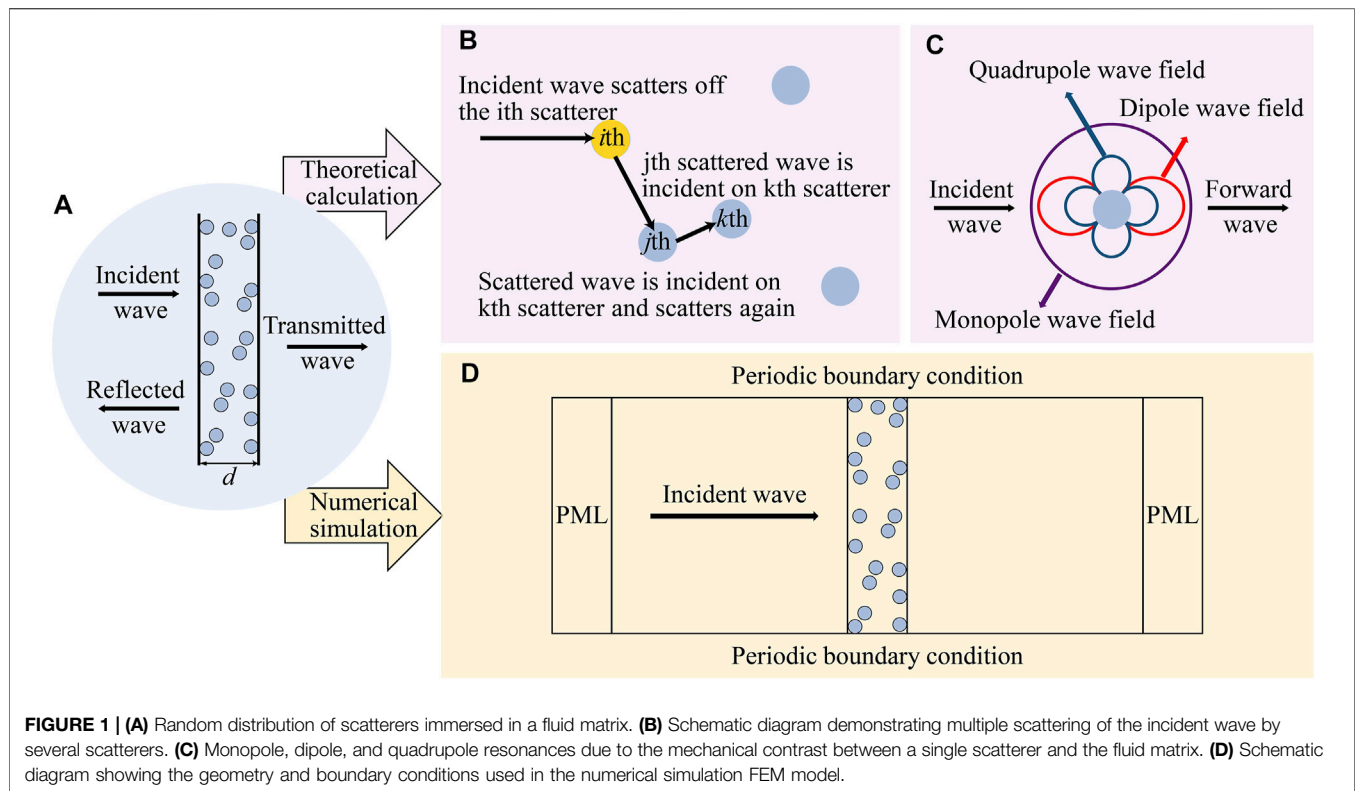 A
Incident
wave
Reflected
wave
Transmitted
wave
d
Theoretical
calculation
Numerical
simulation
B
Incident wave scatters off
the ith scatterer
ith
jth scattered wave is
incident on kth scatterer
kth
jth
Scattered wave is incident on
kth scatterer and scatters again
C
Quadrupole wave field
Dipole wave field
Incident
wave
Forward
wave
Monopole wave field
D
Periodic boundary condition
PML
Incident wave
PML
Periodic boundary condition
FIGURE 1 | (A) Random distribution of scatterers immersed in a fluid matrix. (B) Schematic diagram demonstrating multiple scattering of the incident wave by
several scatterers. (C) Monopole, dipole, and quadrupole resonances due to the mechanical contrast between a single scatterer and the fluid matrix. (D) Schematic
diagram showing the geometry and boundary conditions used in the numerical simulation FEM model.